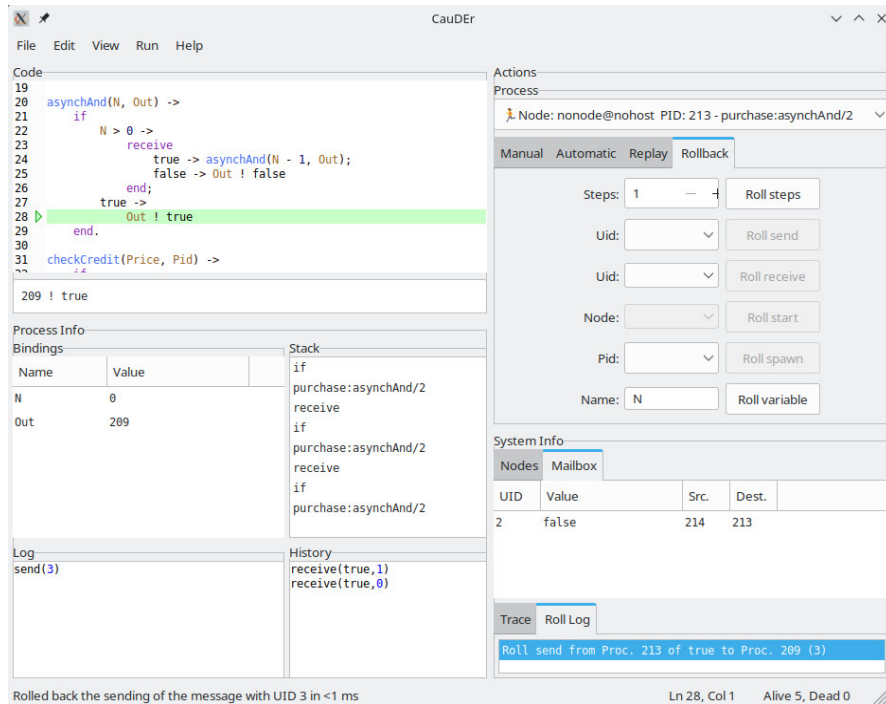 CauDEr
File Edit View Run Help
Code
19
20 asynchAnd(N, Out) ->
21 if
22 N > 0 ->
23 receive
24 true -> asynchAnd(N - 1, Out);
25 false -> Out ! false
26 end;
27 true ->
28 Out ! true
29 end.
30
31 checkCredit(Price, Pid) ->
32 if
209 ! true
Process Info
Bindings
Name Value
N 0
Out 209
Stack
if
purchase:asynchAnd/2
receive
if
purchase:asynchAnd/2
receive
if
purchase:asynchAnd/2
Log
send(3)
History
receive(true,1)
receive(true,0)
Actions
Process
Node: nonode@nohost PID: 213 - purchase:asynchAnd/2
Manual Automatic Replay Rollback
Steps: 1 Roll steps
Uid: Roll send
Uid: Roll receive
Node: Roll start
Pid: Roll spawn
Name: N Roll variable
System Info
Nodes Mailbox
UID Value Src. Dest.
2 false 214 213
Trace Roll Log
Roll send from Proc. 213 of true to Proc. 209 (3)
Rolled back the sending of the message with UID 3 in <1 ms
Ln 28, Col 1 Alive 5, Dead 0